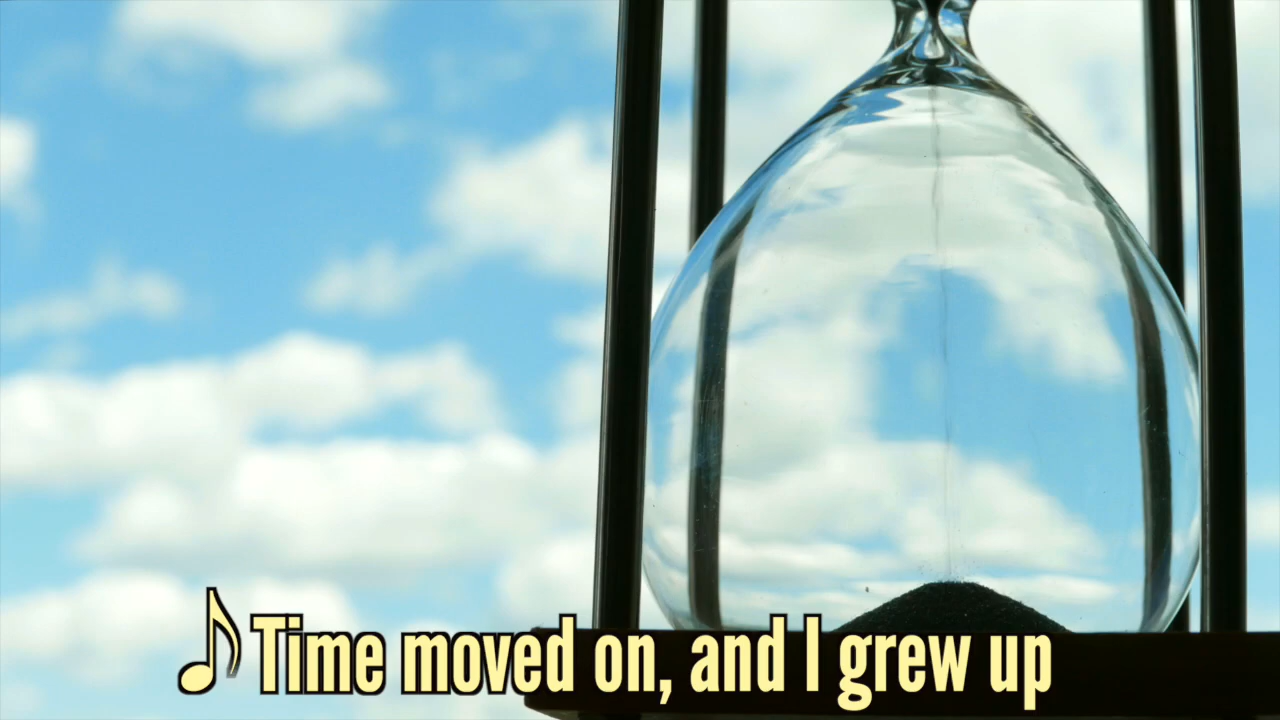 ♪ Time moved on, and I grew up